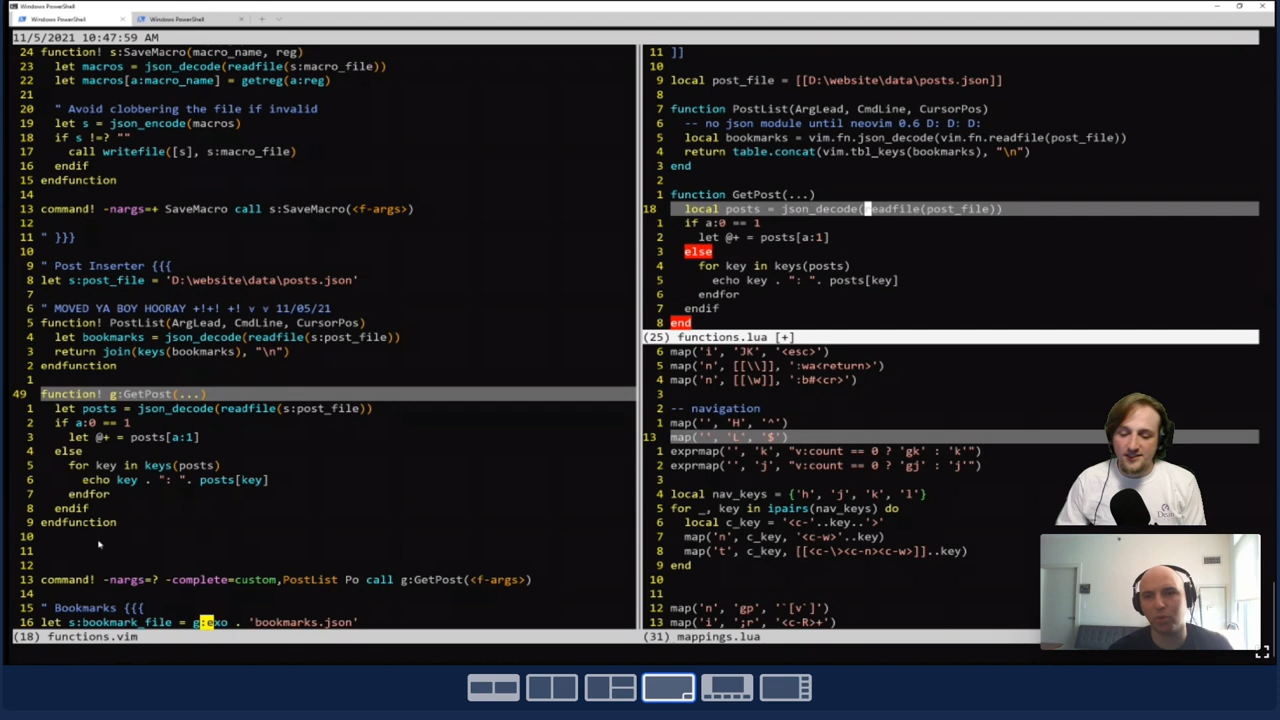 Windows PowerShell
Windows PowerShell
11/5/2021 10:47:59 AM
24 function! s:SaveMacro(macro_name, reg)
23 let macros = json_decode(readfile(s:macro_file))
22 let macros[a:macro_name] = getreg(a:reg)
21
20 " Avoid clobbering the file if invalid
19 let s = json_encode(macros)
18 if s !=? ""
17 call writefile([s], s:macro_file)
16 endif
15 endfunction
14
13 command! -nargs=+ SaveMacro call s:SaveMacro(<f-args>)
12
11 " }}}
10
9 " Post Inserter {{{
8 let s:post_file = 'D:\website\data\posts.json'
7
6 " MOVED YA BOY HOORAY +!+! +! v v 11/05/21
5 function! PostList(ArgLead, CmdLine, CursorPos)
4 let bookmarks = json_decode(readfile(s:post_file))
3 return join(keys(bookmarks), "\n")
2 endfunction
1
49 function! g:GetPost(...)
1 let posts = json_decode(readfile(s:post_file))
2 if a:0 == 1
3 let @+ = posts[a:1]
4 else
5 for key in keys(posts)
6 echo key . ": ". posts[key]
7 endfor
8 endif
9 endfunction
10
11
12
13 command! -nargs=? -complete=custom,PostList Po call g:GetPost(<f-args>)
14
15 " Bookmarks {{{
16 let s:bookmark_file = g:exo . 'bookmarks.json'
(18) functions.vim
11 ]]
10
9 local post_file = [[D:\website\data\posts.json]]
8
7 function PostList(ArgLead, CmdLine, CursorPos)
6 -- no json module until neovim 0.6 D: D: D:
5 local bookmarks = vim.fn.json_decode(vim.fn.readfile(post_file))
4 return table.concat(vim.tbl_keys(bookmarks), "\n")
3 end
2
1 function GetPost(...)
18 local posts = json_decode(readfile(post_file))
1 if a:0 == 1
2 let @+ = posts[a:1]
3 else
4 for key in keys(posts)
5 echo key . ": ". posts[key]
6 endfor
7 endif
8 end
(25) functions.lua [+]
6 map('i', 'JK', '<esc>')
5 map('n', [[\\]], ':wa<return>')
4 map('n', [[\w]], ':b#<cr>')
3
2 -- navigation
1 map('', 'H', '^')
13 map('', 'L', '$')
1 exprmap('', 'k', "v:count == 0 ? 'gk' : 'k'")
2 exprmap('', 'j', "v:count == 0 ? 'gj' : 'j'")
3
4 local nav_keys = {'h', 'j', 'k', 'l'}
5 for _, key in ipairs(nav_keys) do
6 local c_key = '<c-'..key..'>'
7 map('n', c_key, '<c-w>'..key)
8 map('t', c_key, [[<c-\><c-n><c-w>]]..key)
9 end
10
11
12 map('n', 'gp', '`[v`]')
13 map('i', ';r', '<c-R>+')
(31) mappings.lua